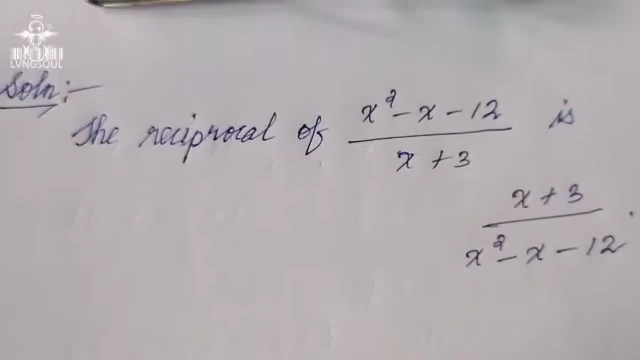 LVNGSOUL
Soln:-
The reciprocal of x² - x - 12 / x + 3 is
x + 3 / x² - x - 12.